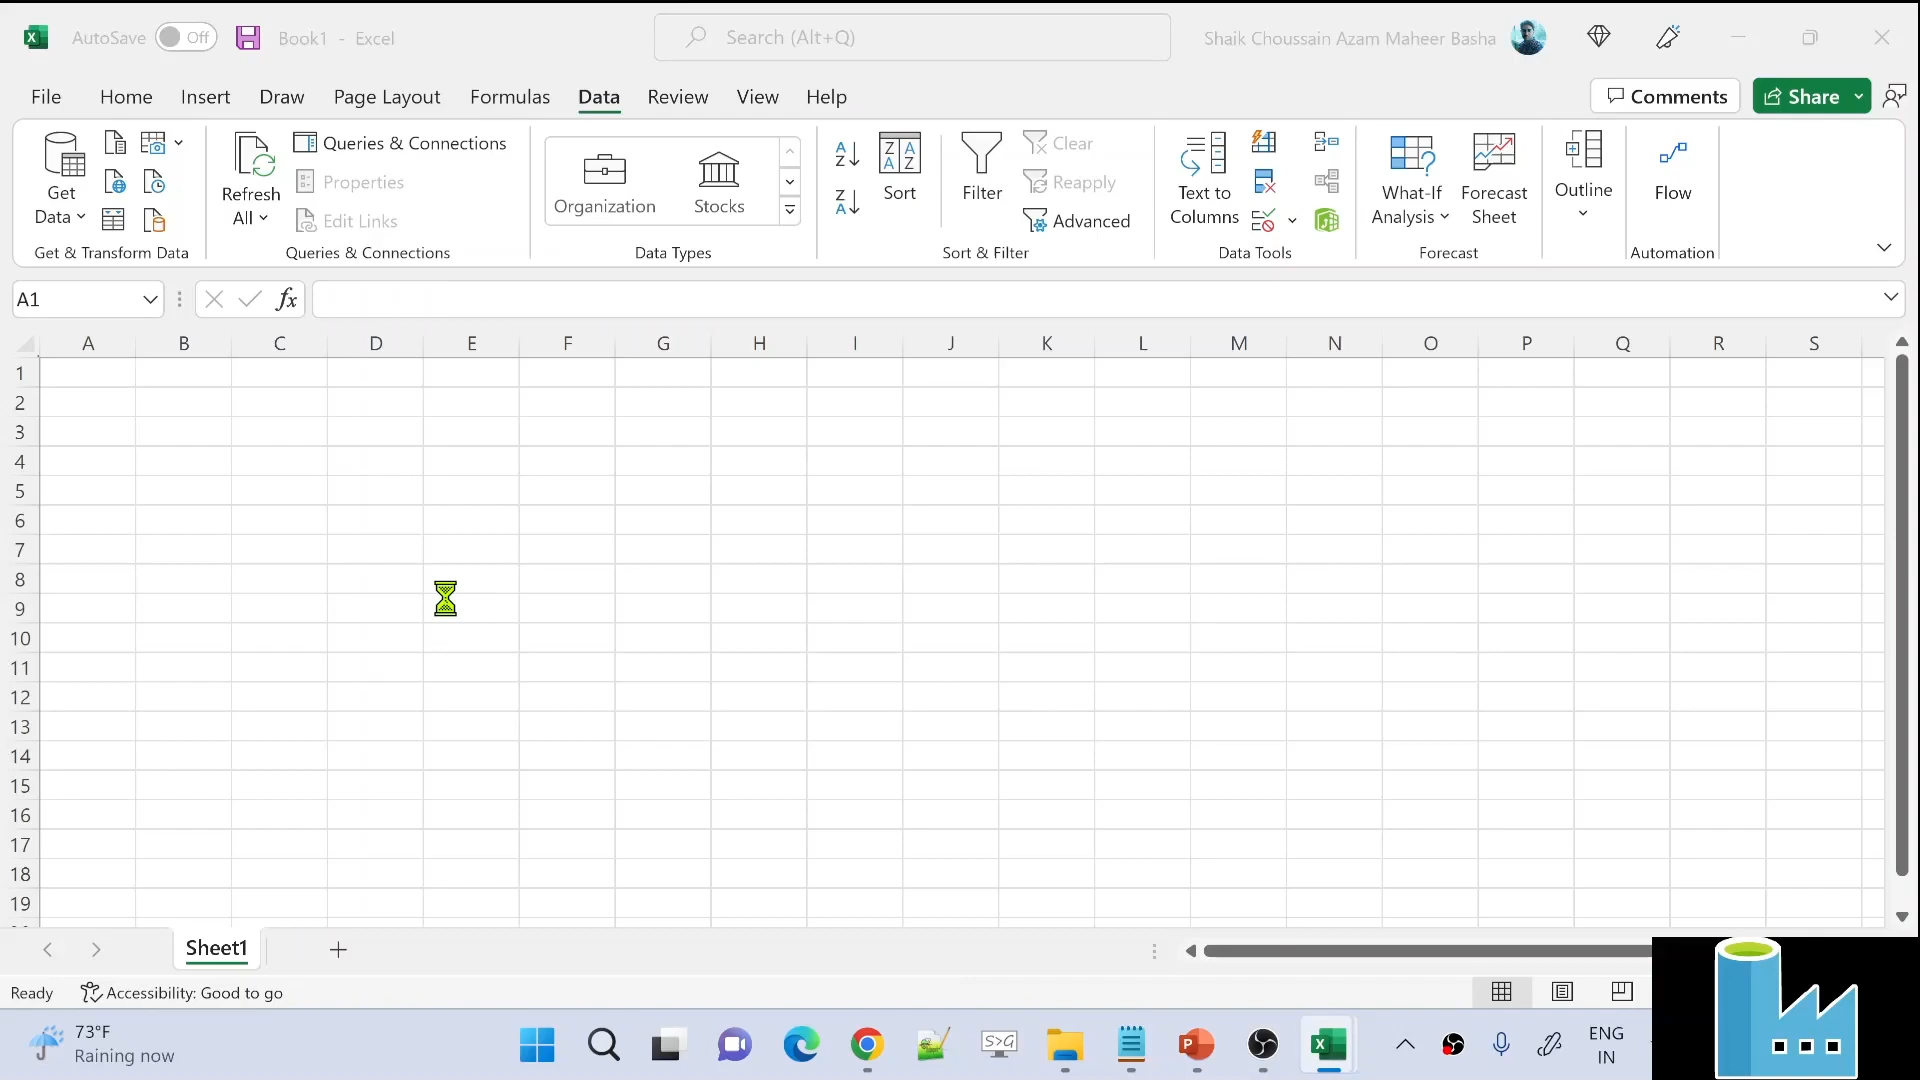 AutoSave Off Book1 - Excel Search (Alt+Q) Shaik Choussain Azam Maheer Basha
File Home Insert Draw Page Layout Formulas Data Review View Help Comments Share
Get Data
Refresh All
Queries & Connections
Properties
Edit Links
Organization
Stocks
Sort
Filter
Clear
Reapply
Advanced
Text to Columns
What-If Analysis
Forecast Sheet
Outline
Flow
Get & Transform Data Queries & Connections Data Types Sort & Filter Data Tools Forecast Automation
A1 fx
A B C D E F G H I J K L M N O P Q R S
1
2
3
4
5
6
7
8
9
10
11
12
13
14
15
16
17
18
19
Sheet1
Ready Accessibility: Good to go
73°F
Raining now
S>G
ENG
IN